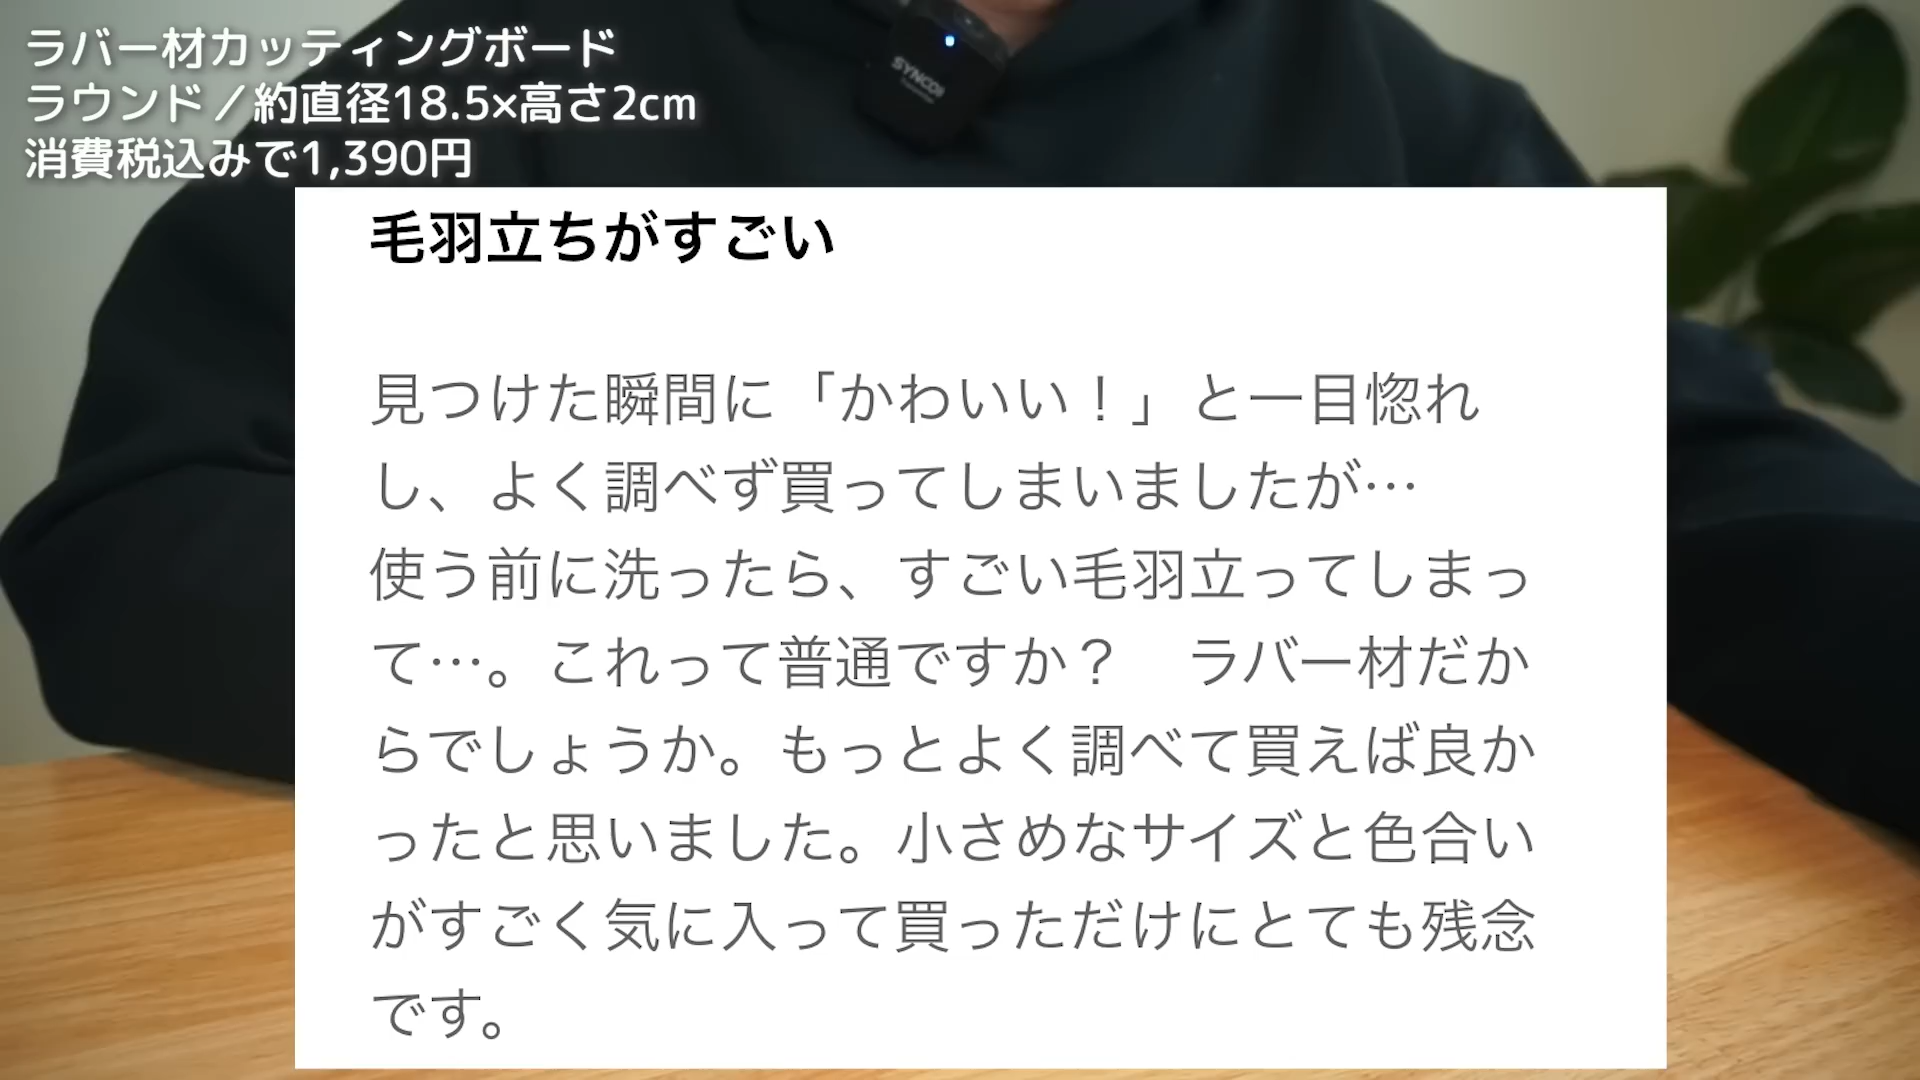 ラバー材カッティングボード
ラウンド／約直径18.5×高さ2cm
消費税込みで1,390円
SYNCO
毛羽立ちがすごい
見つけた瞬間に「かわいい！」と一目惚れ
し、よく調べず買ってしまいましたが…
使う前に洗ったら、すごい毛羽立ってしまっ
て…。これって普通ですか？　ラバー材だか
らでしょうか。もっとよく調べて買えば良か
ったと思いました。小さめなサイズと色合い
がすごく気に入って買っただけにとても残念
です。